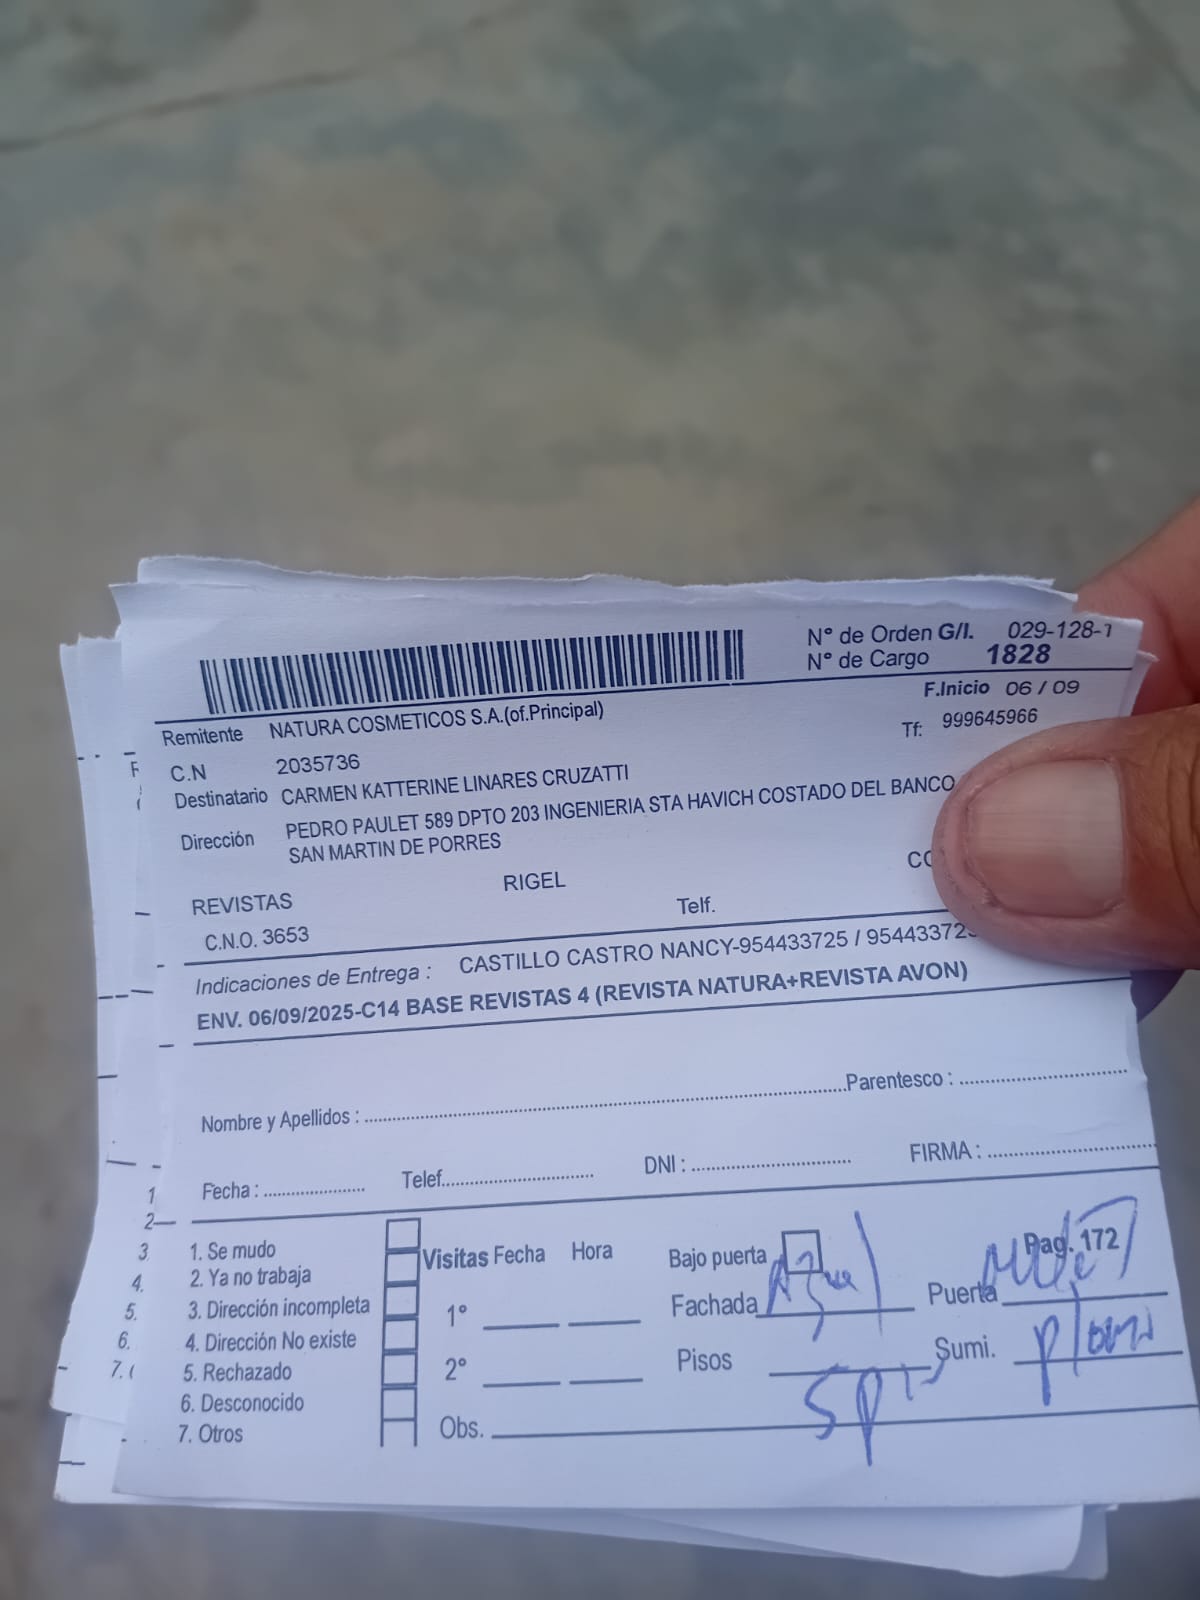 N° de Orden G/I. 029-128-1
N° de Cargo 1828
F.Inicio 06 / 09
Remitente NATURA COSMETICOS S.A.(of.Principal)
Tf: 999645966
C.N 2035736
Destinatario CARMEN KATTERINE LINARES CRUZATTI
Dirección PEDRO PAULET 589 DPTO 203 INGENIERIA STA HAVICH COSTADO DEL BANCO
SAN MARTIN DE PORRES
REVISTAS RIGEL
C.N.O. 3653 Telf.
Indicaciones de Entrega : CASTILLO CASTRO NANCY-954433725 / 95443372
ENV. 06/09/2025-C14 BASE REVISTAS 4 (REVISTA NATURA+REVISTA AVON)
Nombre y Apellidos : Parentesco :
Fecha : Telef. DNI : FIRMA :
1. Se mudo
2. Ya no trabaja
3. Dirección incompleta
4. Dirección No existe
5. Rechazado
6. Desconocido
7. Otros
Visitas Fecha Hora
1°
2°
Obs.
Bajo puerta
Fachada Azul
Pisos 5p
Pag. 172
Puerta
Sumi.